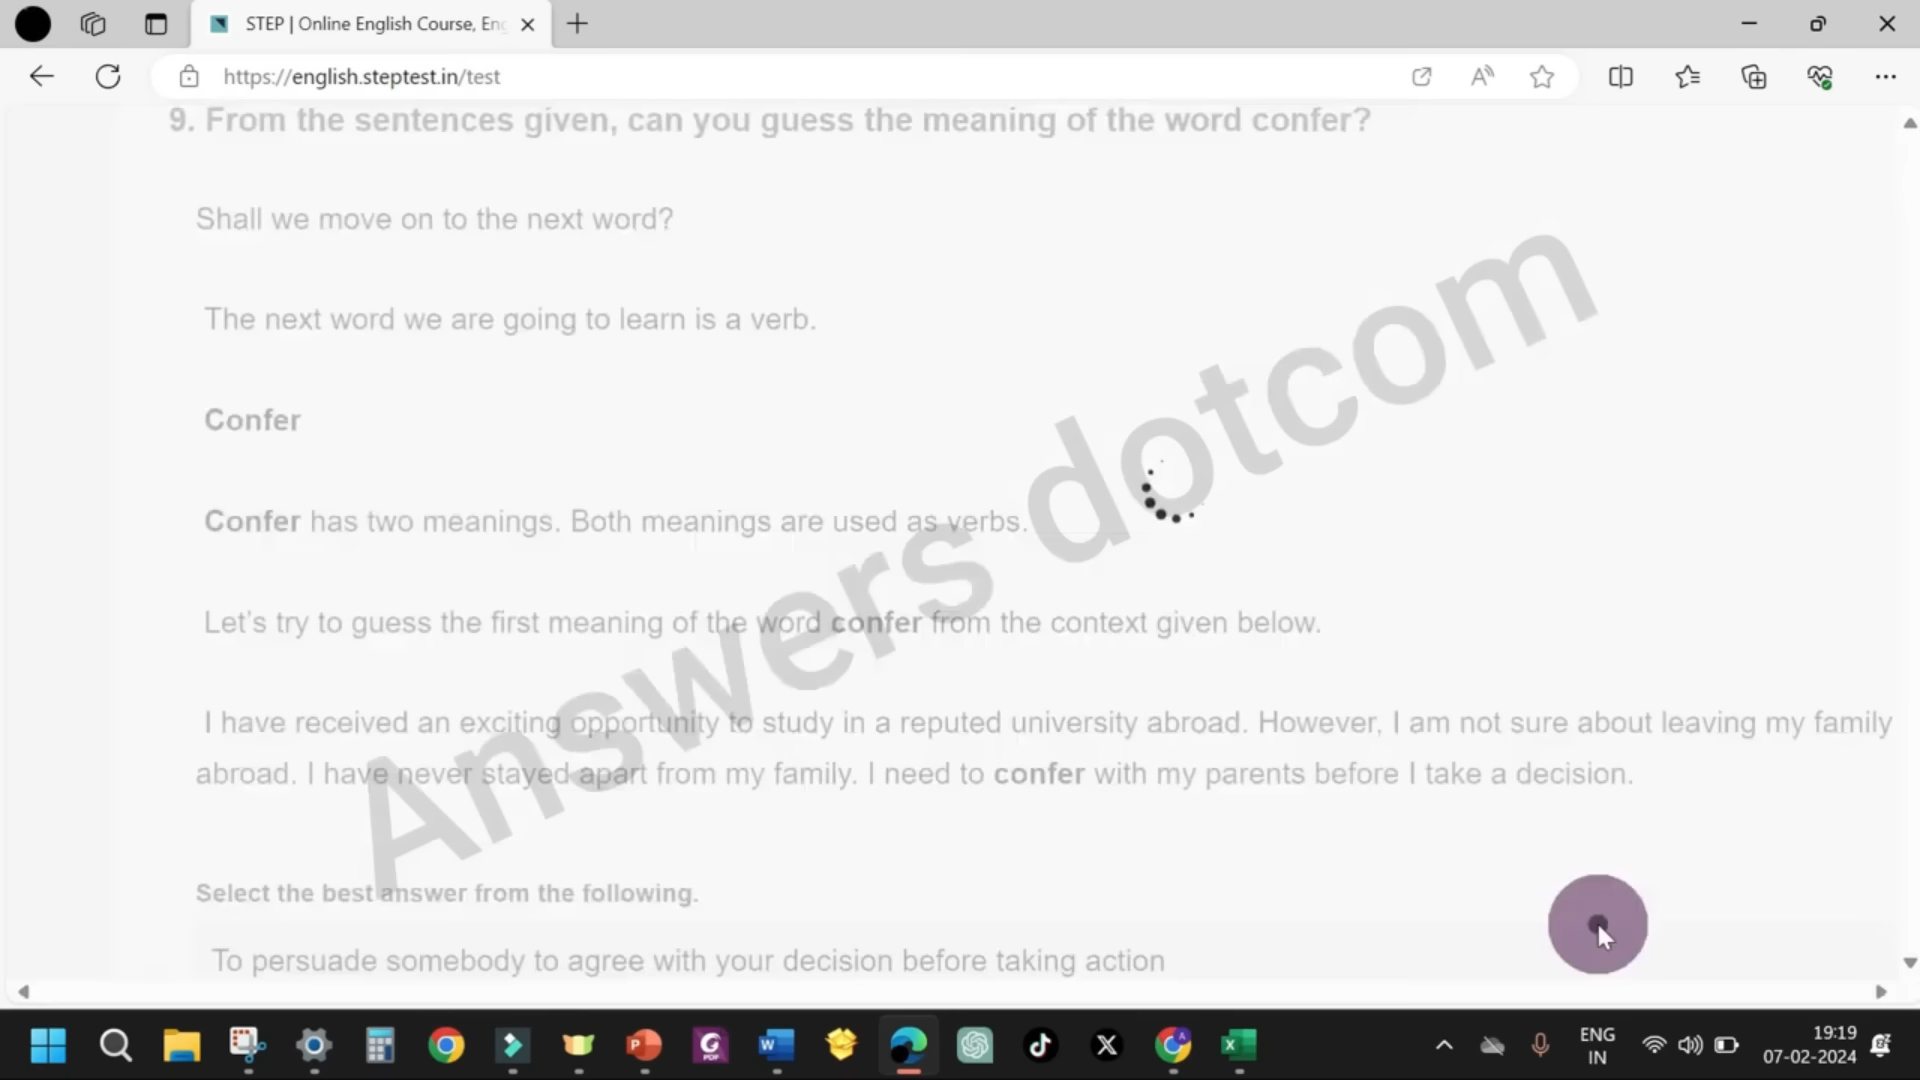 STEP | Online English Course, Eng
https://english.steptest.in/test
9. From the sentences given, can you guess the meaning of the word confer?
Shall we move on to the next word?
The next word we are going to learn is a verb.
Confer
Confer has two meanings. Both meanings are used as verbs.
Let's try to guess the first meaning of the word confer from the context given below.
I have received an exciting opportunity to study in a reputed university abroad. However, I am not sure about leaving my family
abroad. I have never stayed apart from my family. I need to confer with my parents before I take a decision.
Select the best answer from the following.
To persuade somebody to agree with your decision before taking action
Answers dotcom
ENG
IN
19:19
07-02-2024